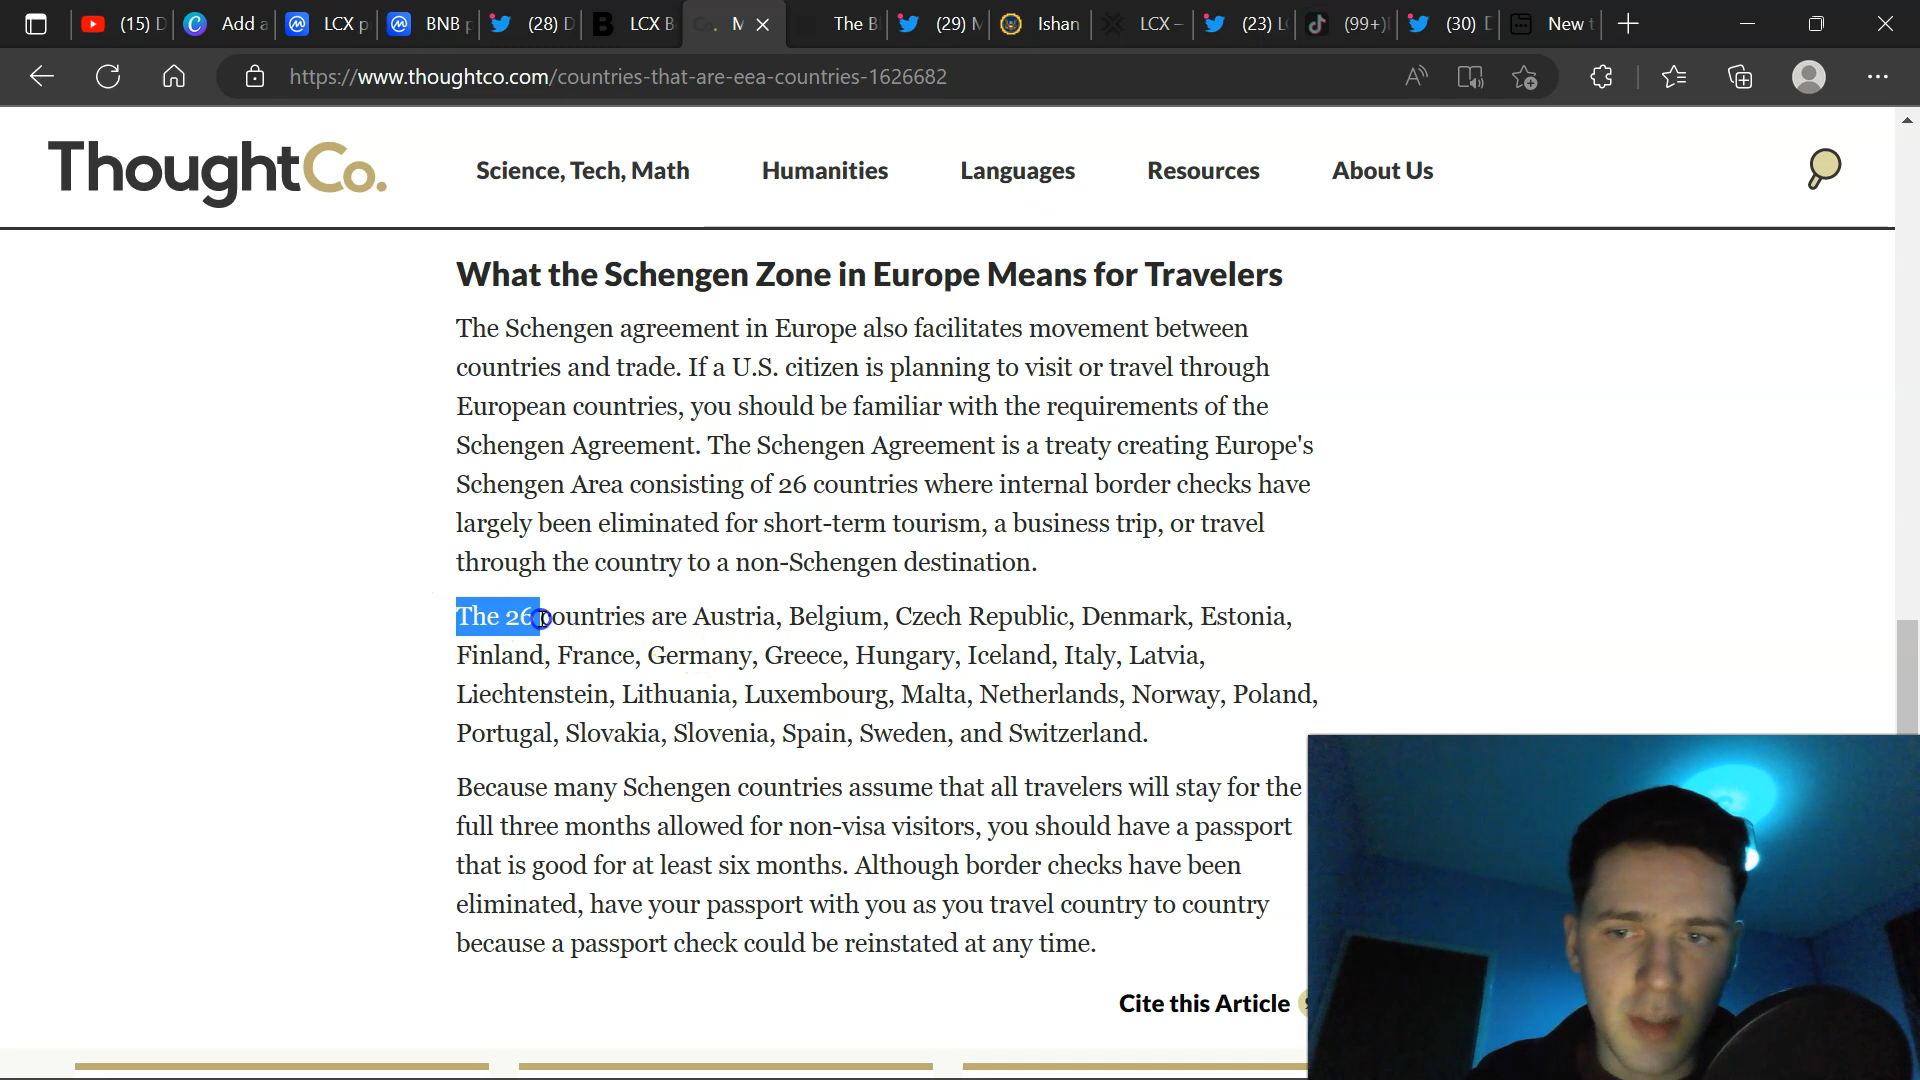 (15) D
Add a
LCX p
BNB p
(28) D
LCX B
M
The Bl
(29) M
Ishan
LCX –
(23) L
(99+)
(30) D
New t
https://www.thoughtco.com/countries-that-are-eea-countries-1626682
ThoughtCo.
Science, Tech, Math
Humanities
Languages
Resources
About Us
What the Schengen Zone in Europe Means for Travelers
The Schengen agreement in Europe also facilitates movement between
countries and trade. If a U.S. citizen is planning to visit or travel through
European countries, you should be familiar with the requirements of the
Schengen Agreement. The Schengen Agreement is a treaty creating Europe's
Schengen Area consisting of 26 countries where internal border checks have
largely been eliminated for short-term tourism, a business trip, or travel
through the country to a non-Schengen destination.
The 26 countries are Austria, Belgium, Czech Republic, Denmark, Estonia,
Finland, France, Germany, Greece, Hungary, Iceland, Italy, Latvia,
Liechtenstein, Lithuania, Luxembourg, Malta, Netherlands, Norway, Poland,
Portugal, Slovakia, Slovenia, Spain, Sweden, and Switzerland.
Because many Schengen countries assume that all travelers will stay for the
full three months allowed for non-visa visitors, you should have a passport
that is good for at least six months. Although border checks have been
eliminated, have your passport with you as you travel country to country
because a passport check could be reinstated at any time.
Cite this Article